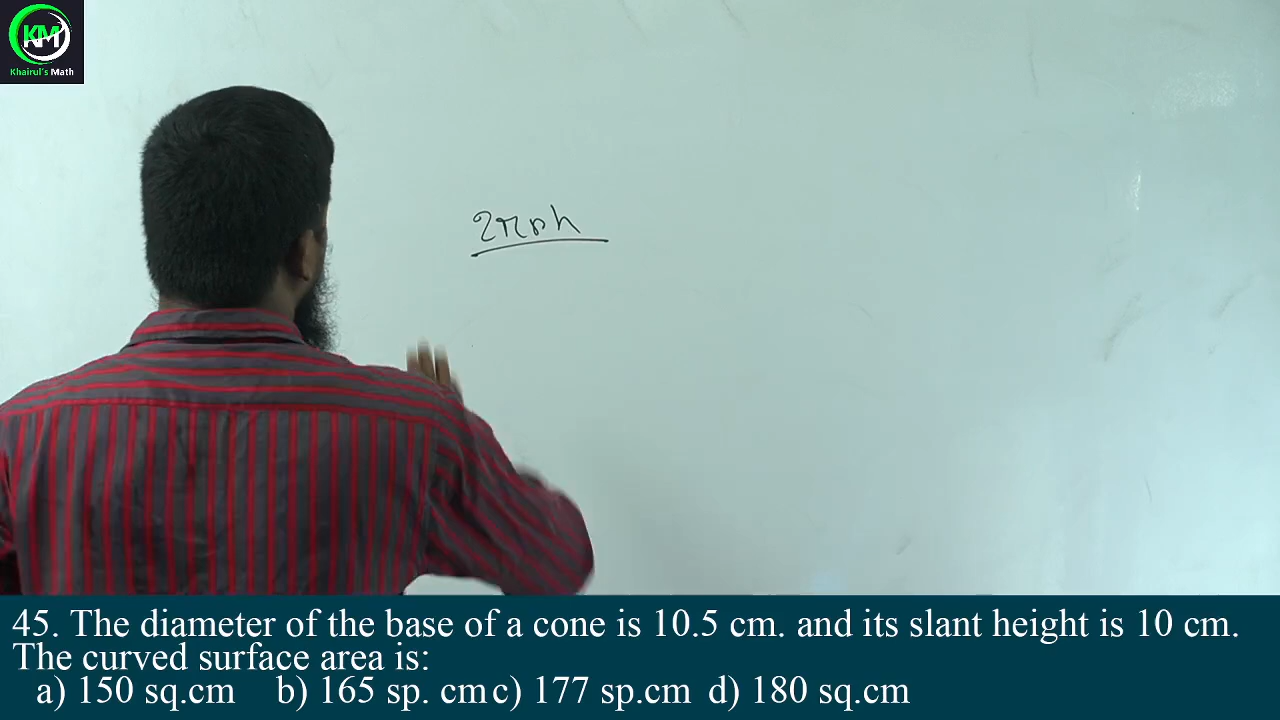 KM
Khairul's Math
2πrh
45. The diameter of the base of a cone is 10.5 cm. and its slant height is 10 cm.
The curved surface area is:
a) 150 sq.cm b) 165 sp. cm c) 177 sp.cm d) 180 sq.cm